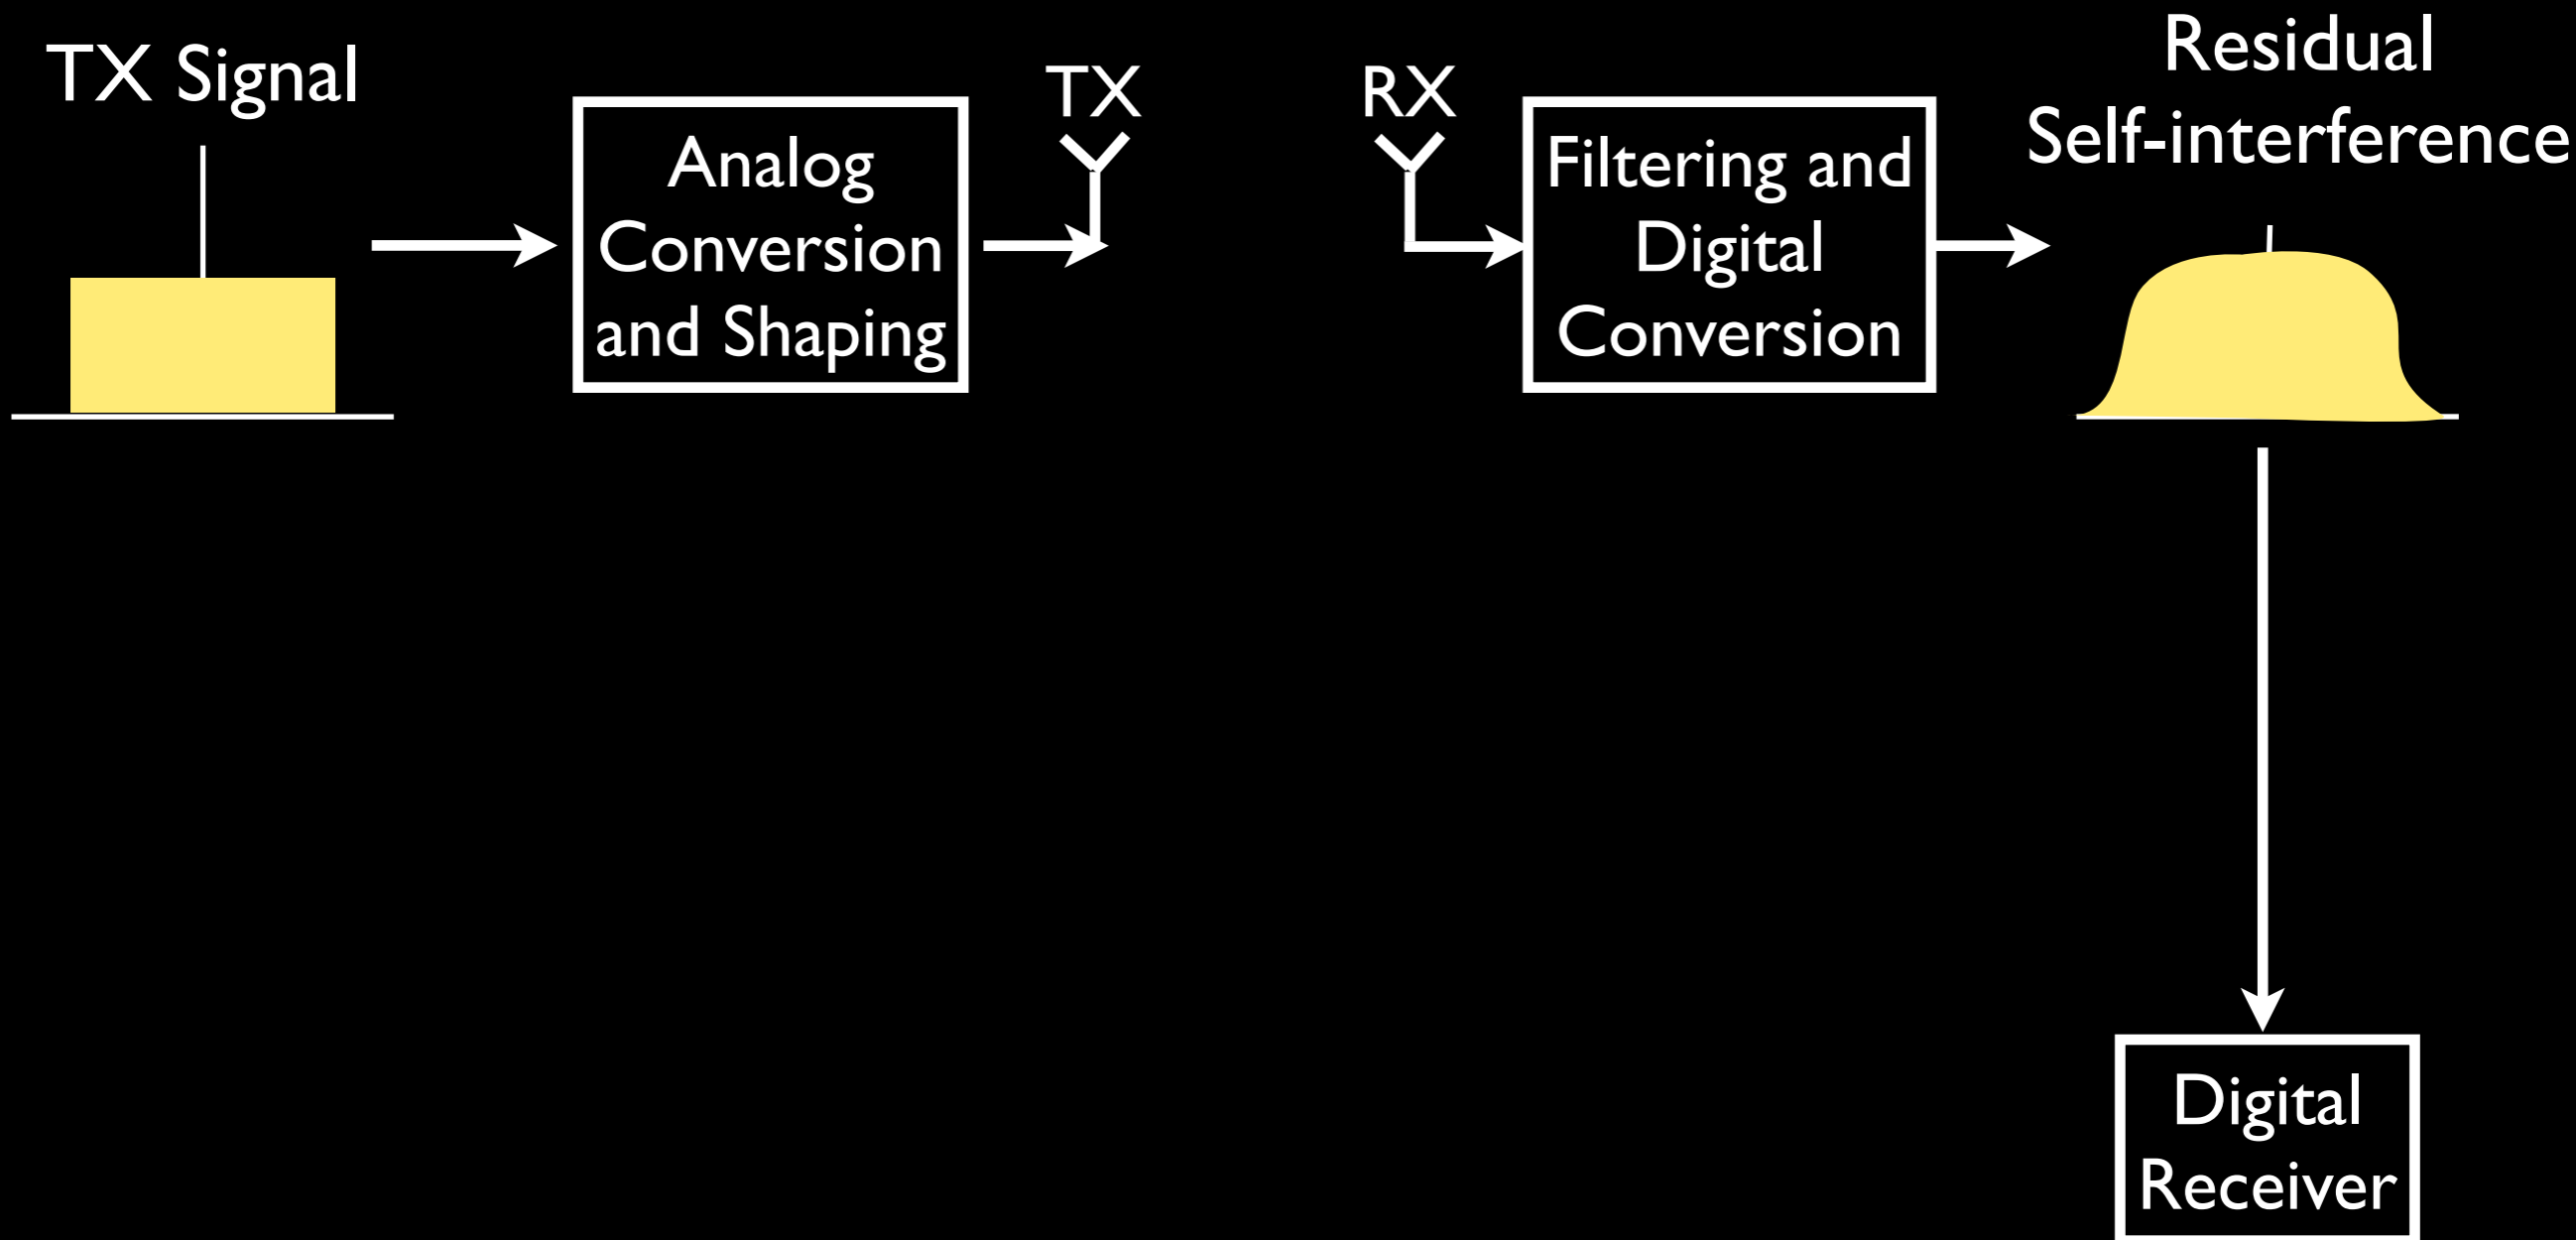 TX Signal
Analog
Conversion
and Shaping
TX
RX
Filtering and
Digital
Conversion
Residual
Self-interference
Digital
Receiver